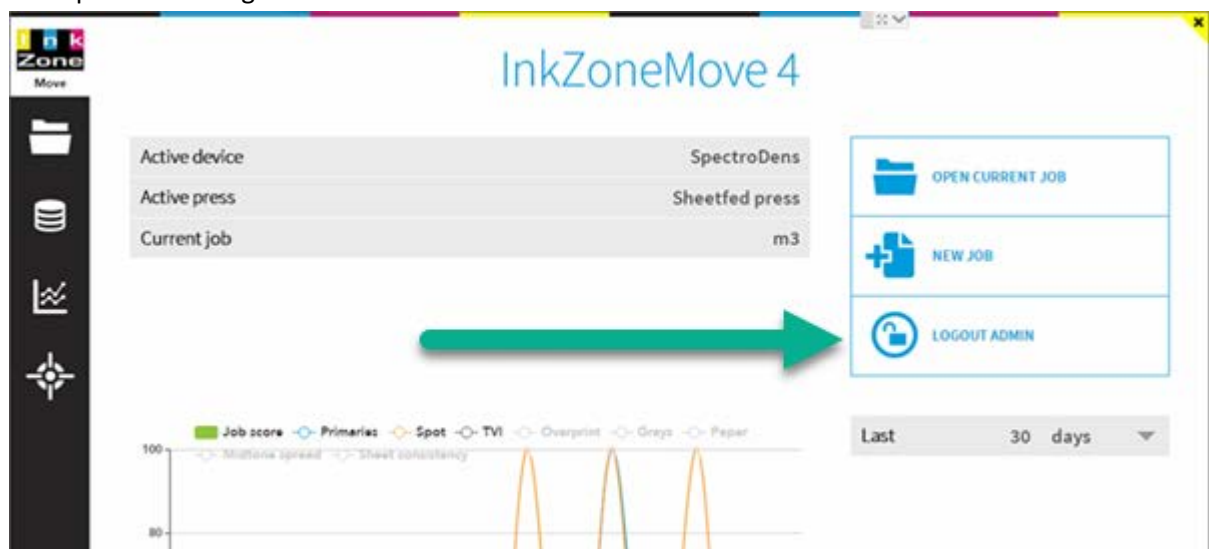 Ink
Zone
Move
InkZoneMove 4
Active device SpectroDens
Active press Sheetfed press
Current job m3
OPEN CURRENT JOB
NEW JOB
LOGOUT ADMIN
Job score Primaries Spot TVI Overprint Greys Paper
Midtone spread Sheet consistency
Last 30 days
100
80